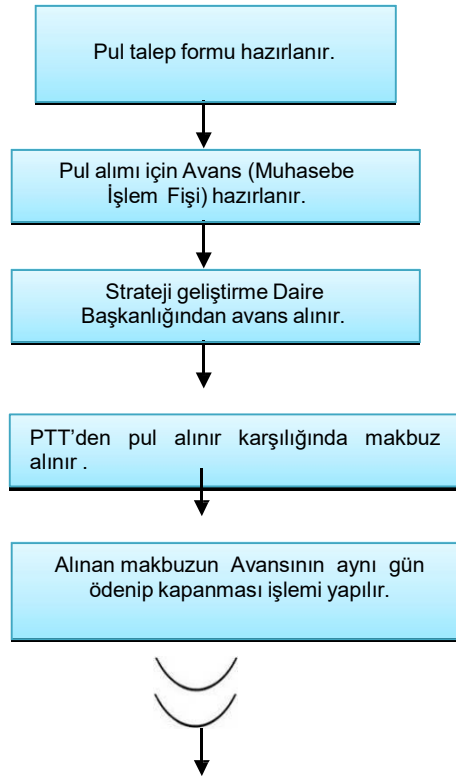 Pul talep formu hazırlanır.
Pul alımı için Avans (Muhasebe
İşlem Fişi) hazırlanır.
Strateji geliştirme Daire
Başkanlığından avans alınır.
PTT’den pul alınır karşılığında makbuz
alınır .
Alınan makbuzun Avansının aynı gün
ödenip kapanması işlemi yapılır.